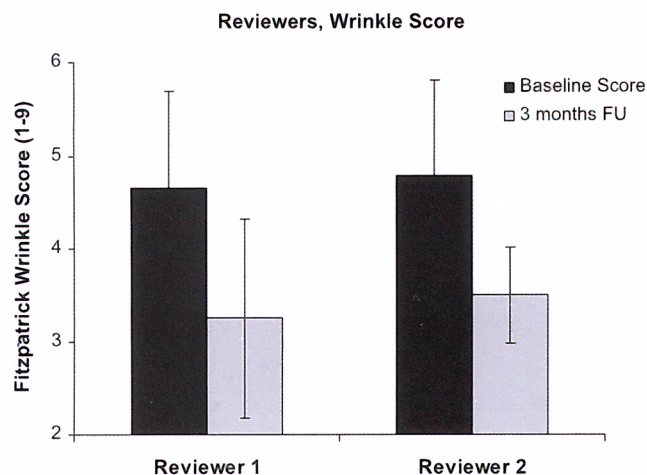 Reviewers, Wrinkle Score
Fitzpatrick Wrinkle Score (1-9)
6
5
4
3
2
Baseline Score
3 months FU
Reviewer 1
Reviewer 2